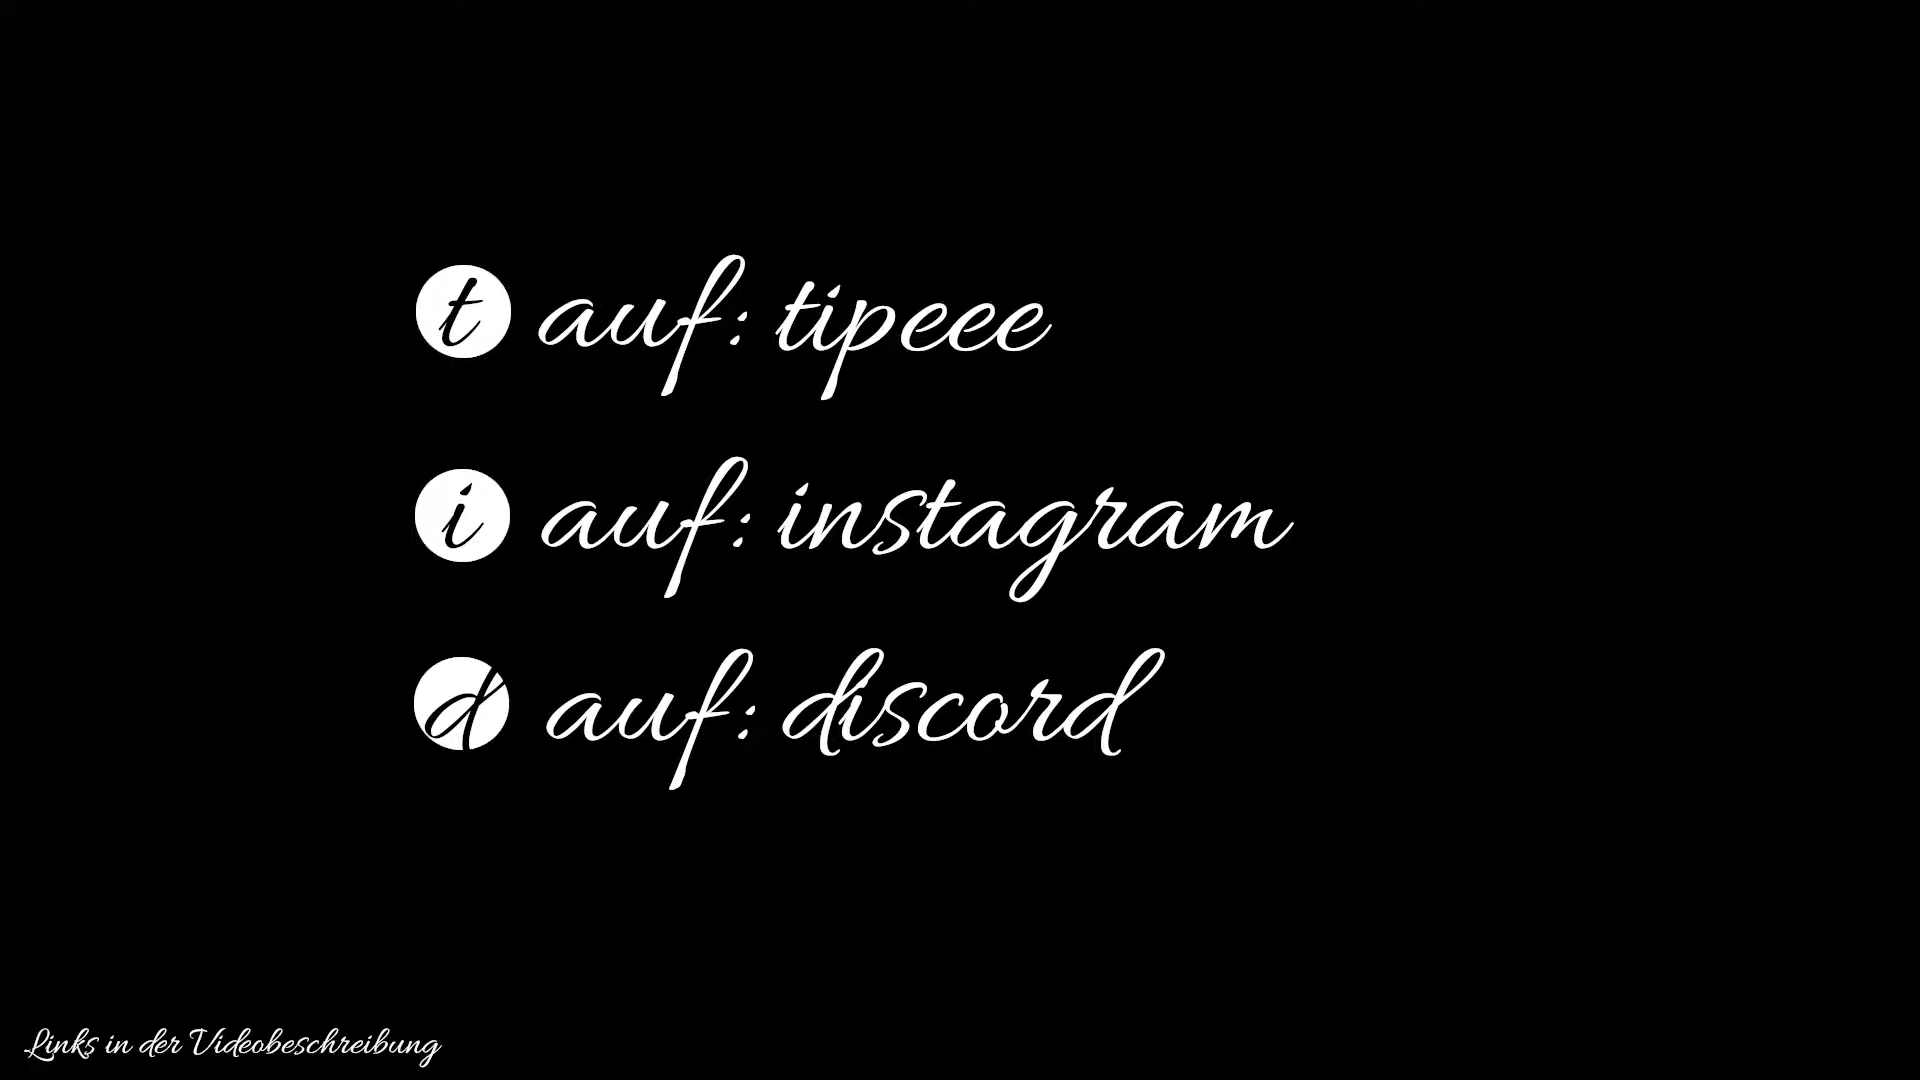 t auf: tipeee
i auf: instagram
d auf: discord
Links in der Videobeschreibung